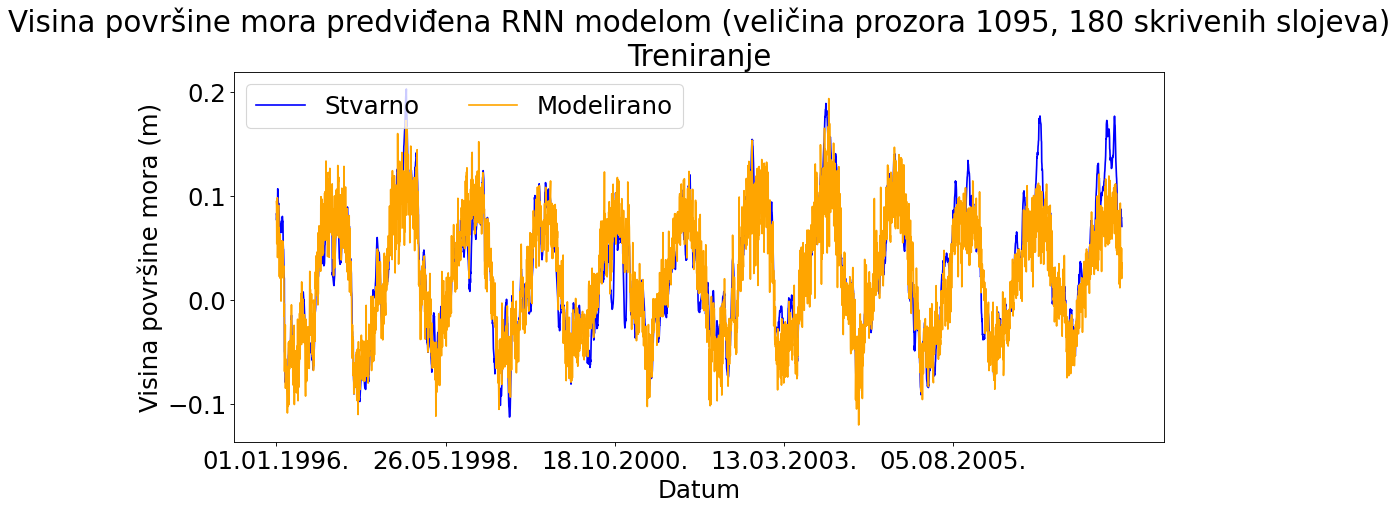 Visina površine mora predviđena RNN modelom (veličina prozora 1095, 180 skrivenih slojeva)
Treniranje
Stvarno
Modelirano
Visina površine mora (m)
0.2
0.1
0.0
−0.1
01.01.1996.
26.05.1998.
18.10.2000.
13.03.2003.
05.08.2005.
Datum